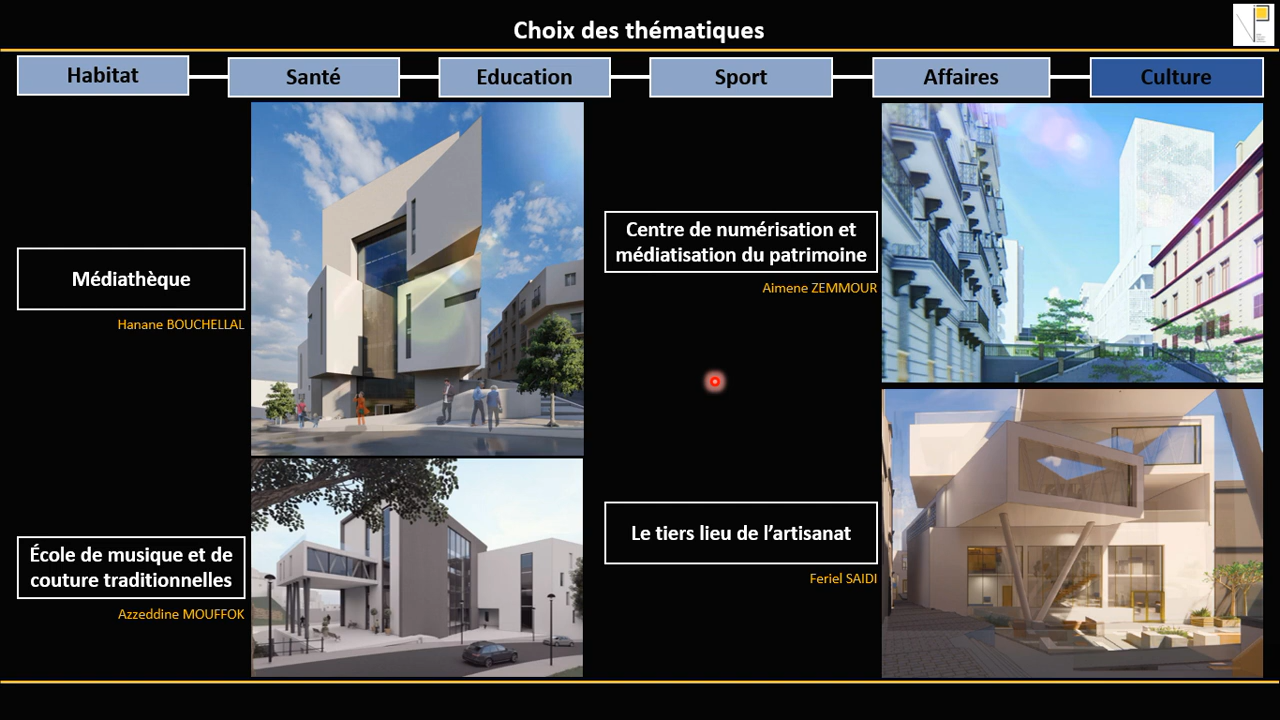 Choix des thématiques
Habitat
Santé
Education
Sport
Affaires
Culture
Médiathèque
Hanane BOUCHELLAL
École de musique et de
couture traditionnelles
Azzeddine MOUFFOK
Centre de numérisation et
médiatisation du patrimoine
Aimene ZEMMOUR
Le tiers lieu de l’artisanat
Feriel SAIDI